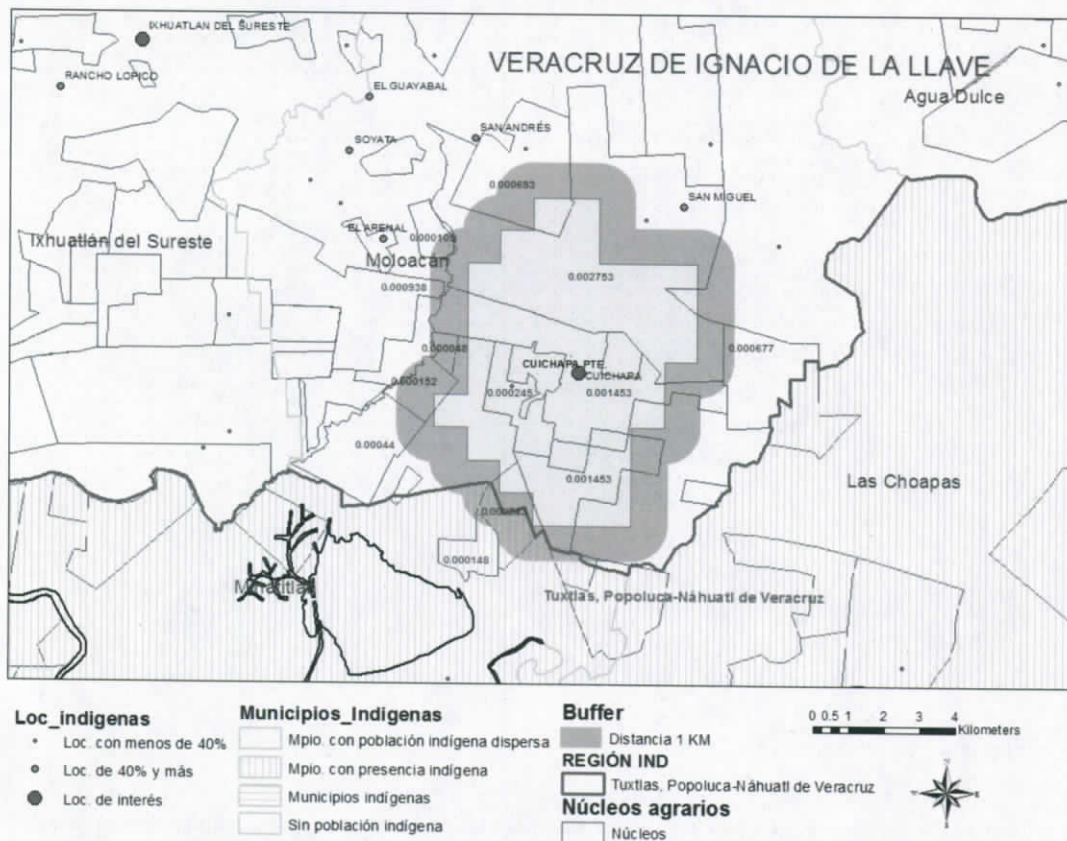 IXHUATLAN DEL SURESTE
VERACRUZ DE IGNACIO DE LA LLAVE
RANCHO LOPICO
EL GUAYABAL
Agua Dulce
SAN ANDRÉS
SOYATA
0.000653
SAN MIGUEL
EL ARENAL
0.000105
Ixhuatlán del Sureste
Moloacán
0.002753
0.000938
0.000048
0.000677
CUICHAPA PTE.
CUICHAPA
0.000152
0.000245
0.001453
0.00044
0.001453
Las Choapas
0.000148
Minatitlán
Tuxtlas, Popoluca-Náhuatl de Veracruz
Loc_indigenas
Loc. con menos de 40%
Loc. de 40% y más
Loc. de interés
Municipios_Indigenas
Mpio. con población indígena dispersa
Mpio. con presencia indígena
Municipios indígenas
Sin población indígena
Buffer
Distancia 1 KM
REGIÓN IND
Tuxtlas, Popoluca-Náhuatl de Veracruz
Núcleos agrarios
Núcleos
0 0.5 1 2 3 4
Kilometers